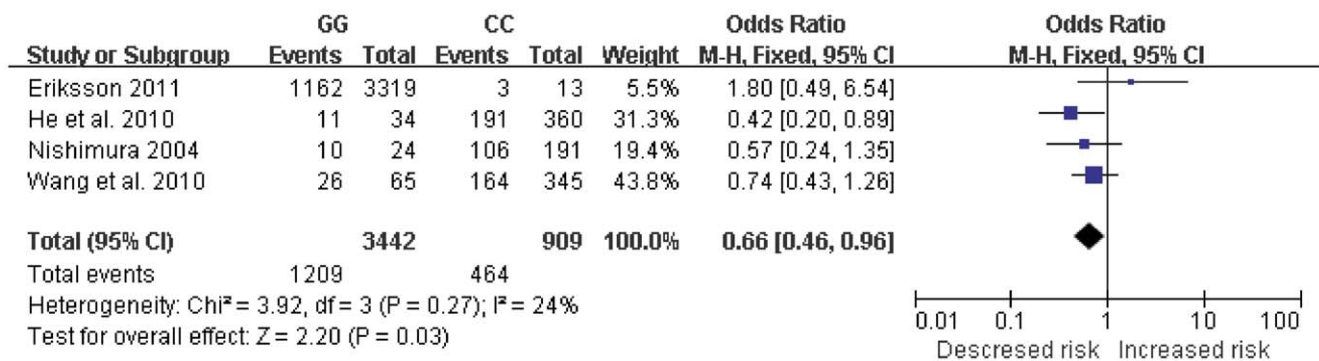 GG CC Odds Ratio Odds Ratio
Study or Subgroup Events Total Events Total Weight M-H, Fixed, 95% CI M-H, Fixed, 95% CI
Eriksson 2011 1162 3319 3 13 5.5% 1.80 [0.49, 6.54]
He et al. 2010 11 34 191 360 31.3% 0.42 [0.20, 0.89]
Nishimura 2004 10 24 106 191 19.4% 0.57 [0.24, 1.35]
Wang et al. 2010 26 65 164 345 43.8% 0.74 [0.43, 1.26]
Total (95% CI) 3442 909 100.0% 0.66 [0.46, 0.96]
Total events 1209 464
Heterogeneity: Chi² = 3.92, df = 3 (P = 0.27); I² = 24%
Test for overall effect: Z = 2.20 (P = 0.03)
0.01 0.1 1 10 100
Descresed risk Increased risk